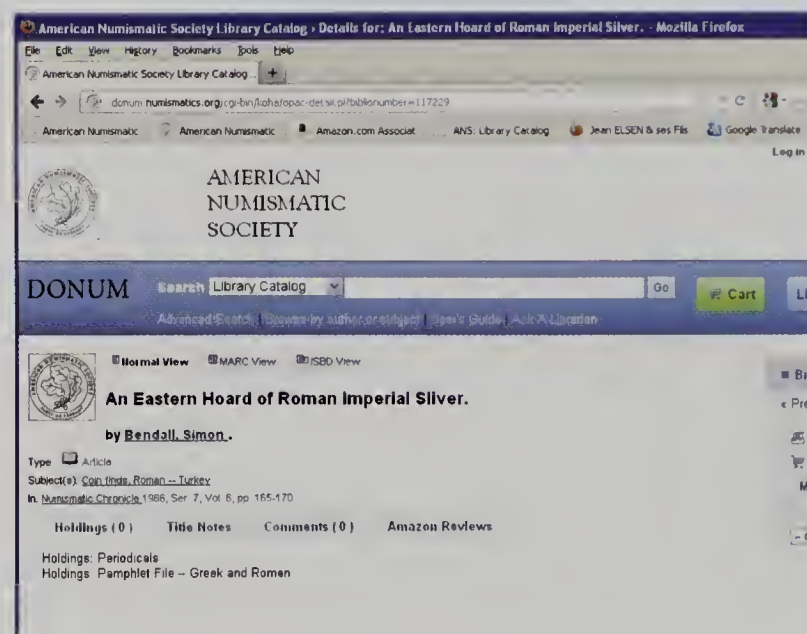 American Numismatic Society Library Catalog › Details for: An Eastern Hoard of Roman Imperial Silver. - Mozilla Firefox
File Edit View History Bookmarks Tools Help
American Numismatic Society Library Catalog... +
donum.numismatics.org/cgi-bin/koha/opac-detail.pl?biblionumber=117229
American Numismatic American Numismatic Amazon.com Associat ANS: Library Catalog Jean ELSEN & ses Fils Google Translate
Log in
AMERICAN
NUMISMATIC
SOCIETY
DONUM Search Library Catalog Go Cart
Advanced Search | Browse by author or subject | User's Guide | Ask A Librarian
Normal View MARC View ISBD View
An Eastern Hoard of Roman Imperial Silver.
by Bendall, Simon.
Type Article
Subject(s): Coin finds, Roman -- Turkey
In: Numismatic Chronicle 1966, Ser 7, Vol 6, pp 165-170
Holdings ( 0 ) Title Notes Comments ( 0 ) Amazon Reviews
Holdings: Periodicals
Holdings Pamphlet File -- Greek and Roman